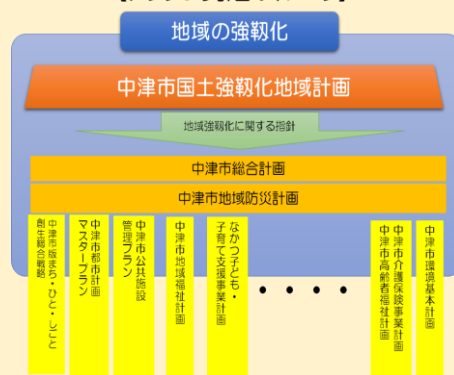 地域の強靱化
中津市国土強靱化地域計画
地域強靱化に関する指針
中津市総合計画
中津市地域防災計画
中津市版まち・ひと・しごと
創生総合戦略
中津市都市計画
マスタープラン
中津市公共施設
管理プラン
中津市地域福祉計画
なかつ子ども・
子育て支援事業計画
・・・・
中津市介護保険事業計画
中津市高齢者福祉計画
中津市環境基本計画